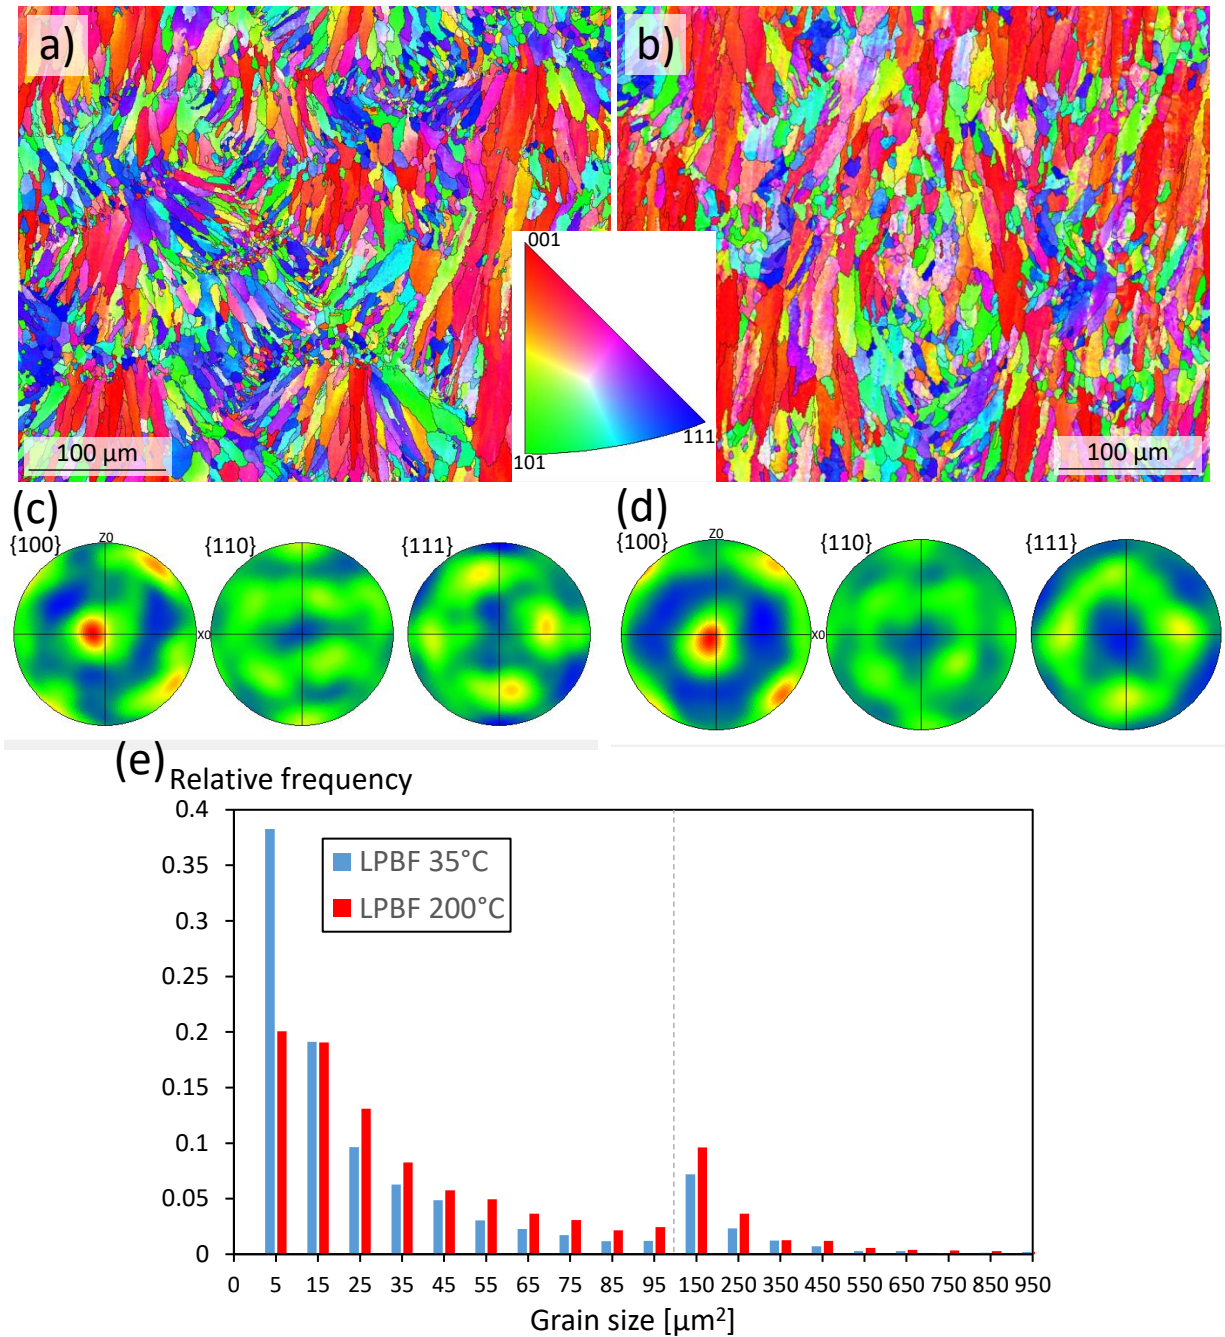 a)
b)
001
101
111
100 µm
100 µm
(c)
(d)
{100}
Z0
{110}
{111}
X0
{100}
Z0
{110}
{111}
X0
(e)
Relative frequency
0.4
0.35
0.3
0.25
0.2
0.15
0.1
0.05
0
LPBF 35°C
LPBF 200°C
0 5 15 25 35 45 55 65 75 85 95 150 250 350 450 550 650 750 850 950
Grain size [µm²]